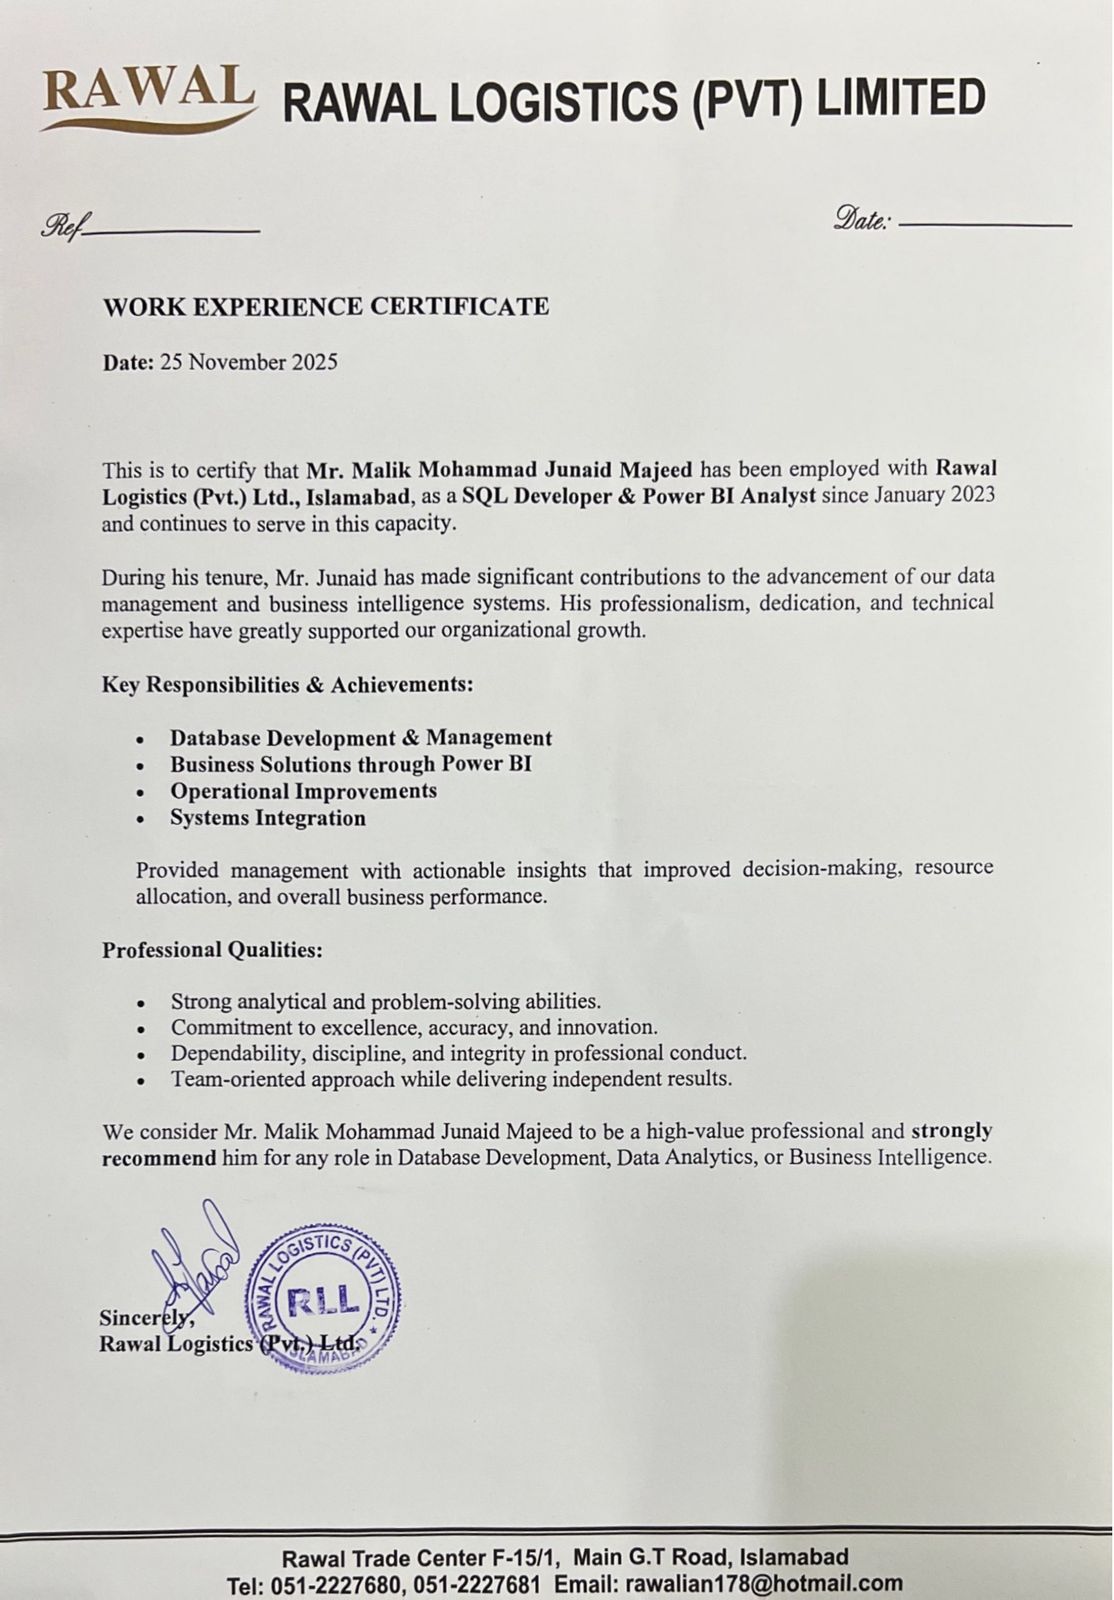 RAWAL RAWAL LOGISTICS (PVT) LIMITED
Ref
Date:
WORK EXPERIENCE CERTIFICATE
Date: 25 November 2025
This is to certify that Mr. Malik Mohammad Junaid Majeed has been employed with Rawal
Logistics (Pvt.) Ltd., Islamabad, as a SQL Developer & Power BI Analyst since January 2023
and continues to serve in this capacity.
During his tenure, Mr. Junaid has made significant contributions to the advancement of our data
management and business intelligence systems. His professionalism, dedication, and technical
expertise have greatly supported our organizational growth.
Key Responsibilities & Achievements:
• Database Development & Management
• Business Solutions through Power BI
• Operational Improvements
• Systems Integration
Provided management with actionable insights that improved decision-making, resource
allocation, and overall business performance.
Professional Qualities:
• Strong analytical and problem-solving abilities.
• Commitment to excellence, accuracy, and innovation.
• Dependability, discipline, and integrity in professional conduct.
• Team-oriented approach while delivering independent results.
We consider Mr. Malik Mohammad Junaid Majeed to be a high-value professional and strongly
recommend him for any role in Database Development, Data Analytics, or Business Intelligence.
RAWAL LOGISTICS (PVT) LTD.
RLL
ISLAMABAD
Sincerely,
Rawal Logistics (Pvt.) Ltd.
Rawal Trade Center F-15/1, Main G.T Road, Islamabad
Tel: 051-2227680, 051-2227681 Email: rawalian178@hotmail.com